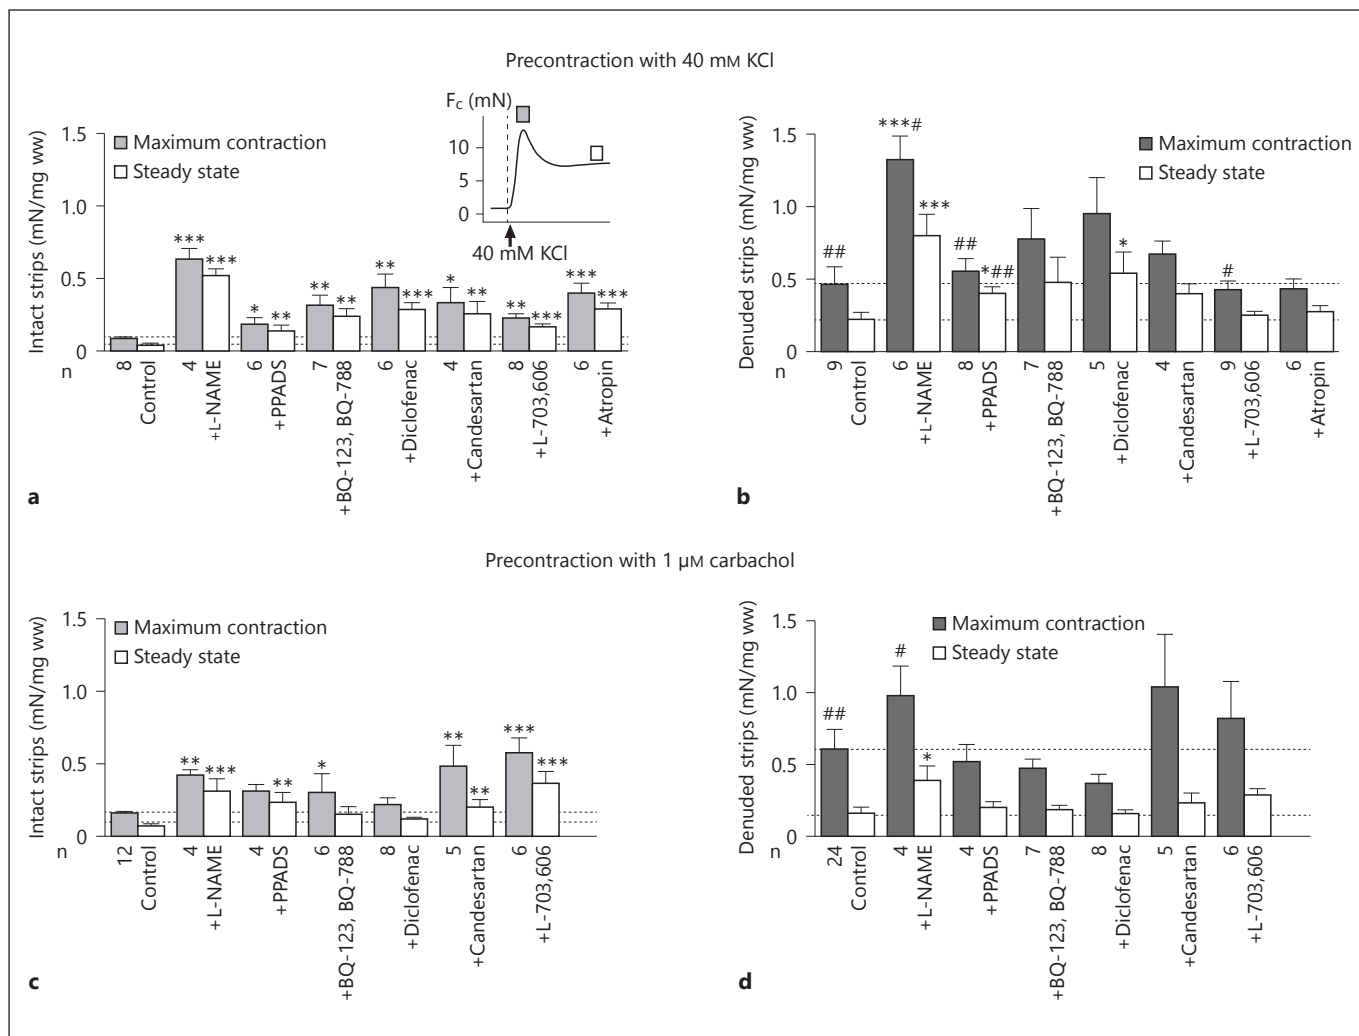 Precontraction with 40 mM KCl
Intact strips (mN/mg ww)
1.5
1.0
0.5
0
Maximum contraction
Steady state
Fc (mN)
10
5
0
40 mM KCl
***
***
*
**
**
**
**
***
*
**
**
***
***
***
n
8
4
6
7
6
4
8
6
Control
+L-NAME
+PPADS
+BQ-123, BQ-788
+Diclofenac
+Candesartan
+L-703,606
+Atropin
a
Denuded strips (mN/mg ww)
1.5
1.0
0.5
0
Maximum contraction
Steady state
##
***#
***
##
*##
*
#
n
9
6
8
7
5
4
9
6
Control
+L-NAME
+PPADS
+BQ-123, BQ-788
+Diclofenac
+Candesartan
+L-703,606
+Atropin
b
Precontraction with 1 µM carbachol
Intact strips (mN/mg ww)
1.5
1.0
0.5
0
Maximum contraction
Steady state
**
***
**
*
**
**
***
***
n
12
4
4
6
8
5
6
Control
+L-NAME
+PPADS
+BQ-123, BQ-788
+Diclofenac
+Candesartan
+L-703,606
c
Denuded strips (mN/mg ww)
1.5
1.0
0.5
0
Maximum contraction
Steady state
##
#
*
n
24
4
4
7
8
5
6
Control
+L-NAME
+PPADS
+BQ-123, BQ-788
+Diclofenac
+Candesartan
+L-703,606
d